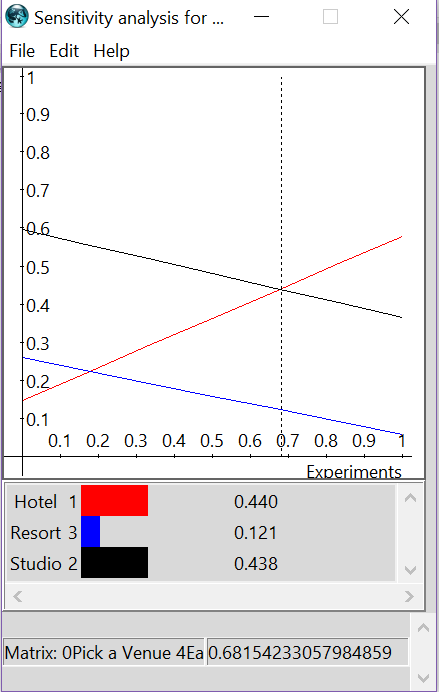 Sensitivity analysis for ...
File Edit Help
1
0.9
0.8
0.7
0.6
0.5
0.4
0.3
0.2
0.1
0.1 0.2 0.3 0.4 0.5 0.6 0.7 0.8 0.9 1
Experiments
Hotel 1 0.440
Resort 3 0.121
Studio 2 0.438
Matrix: 0Pick a Venue 4Ea 0.68154233057984859